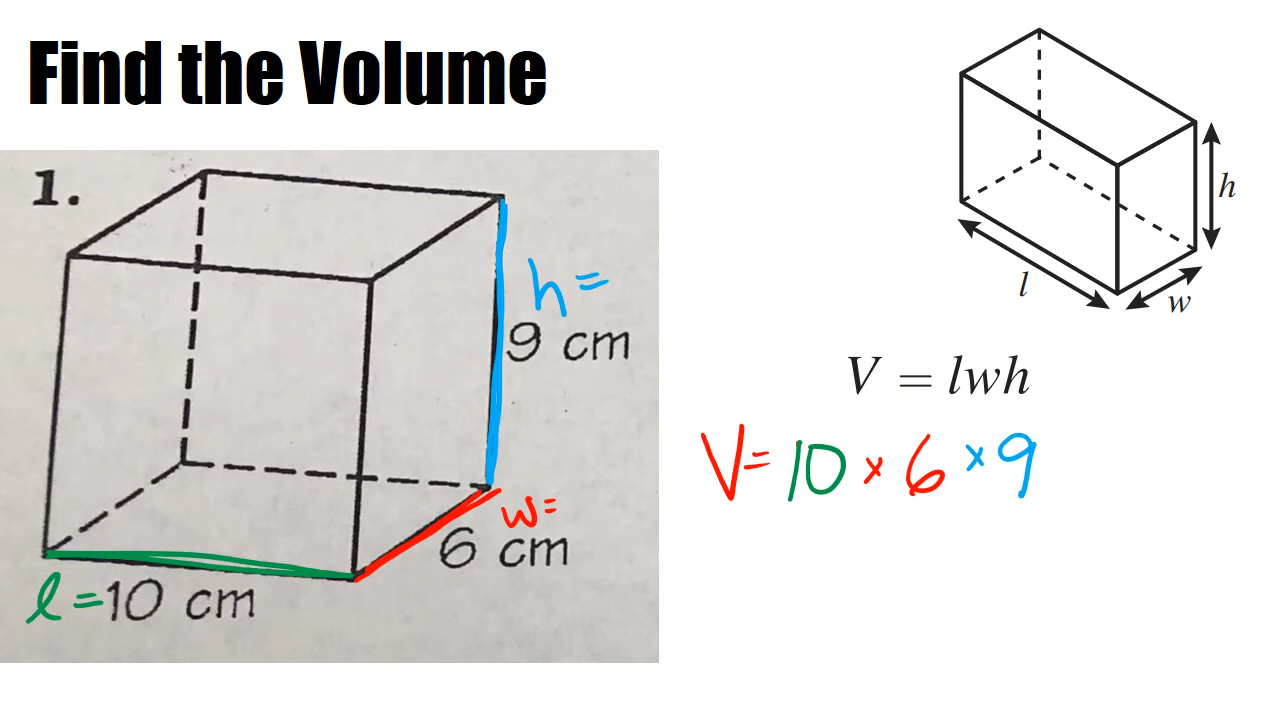 Find the Volume
1.
h=
9 cm
w=
6 cm
l=10 cm
h
l
w
V = lwh
V= 10 × 6 × 9